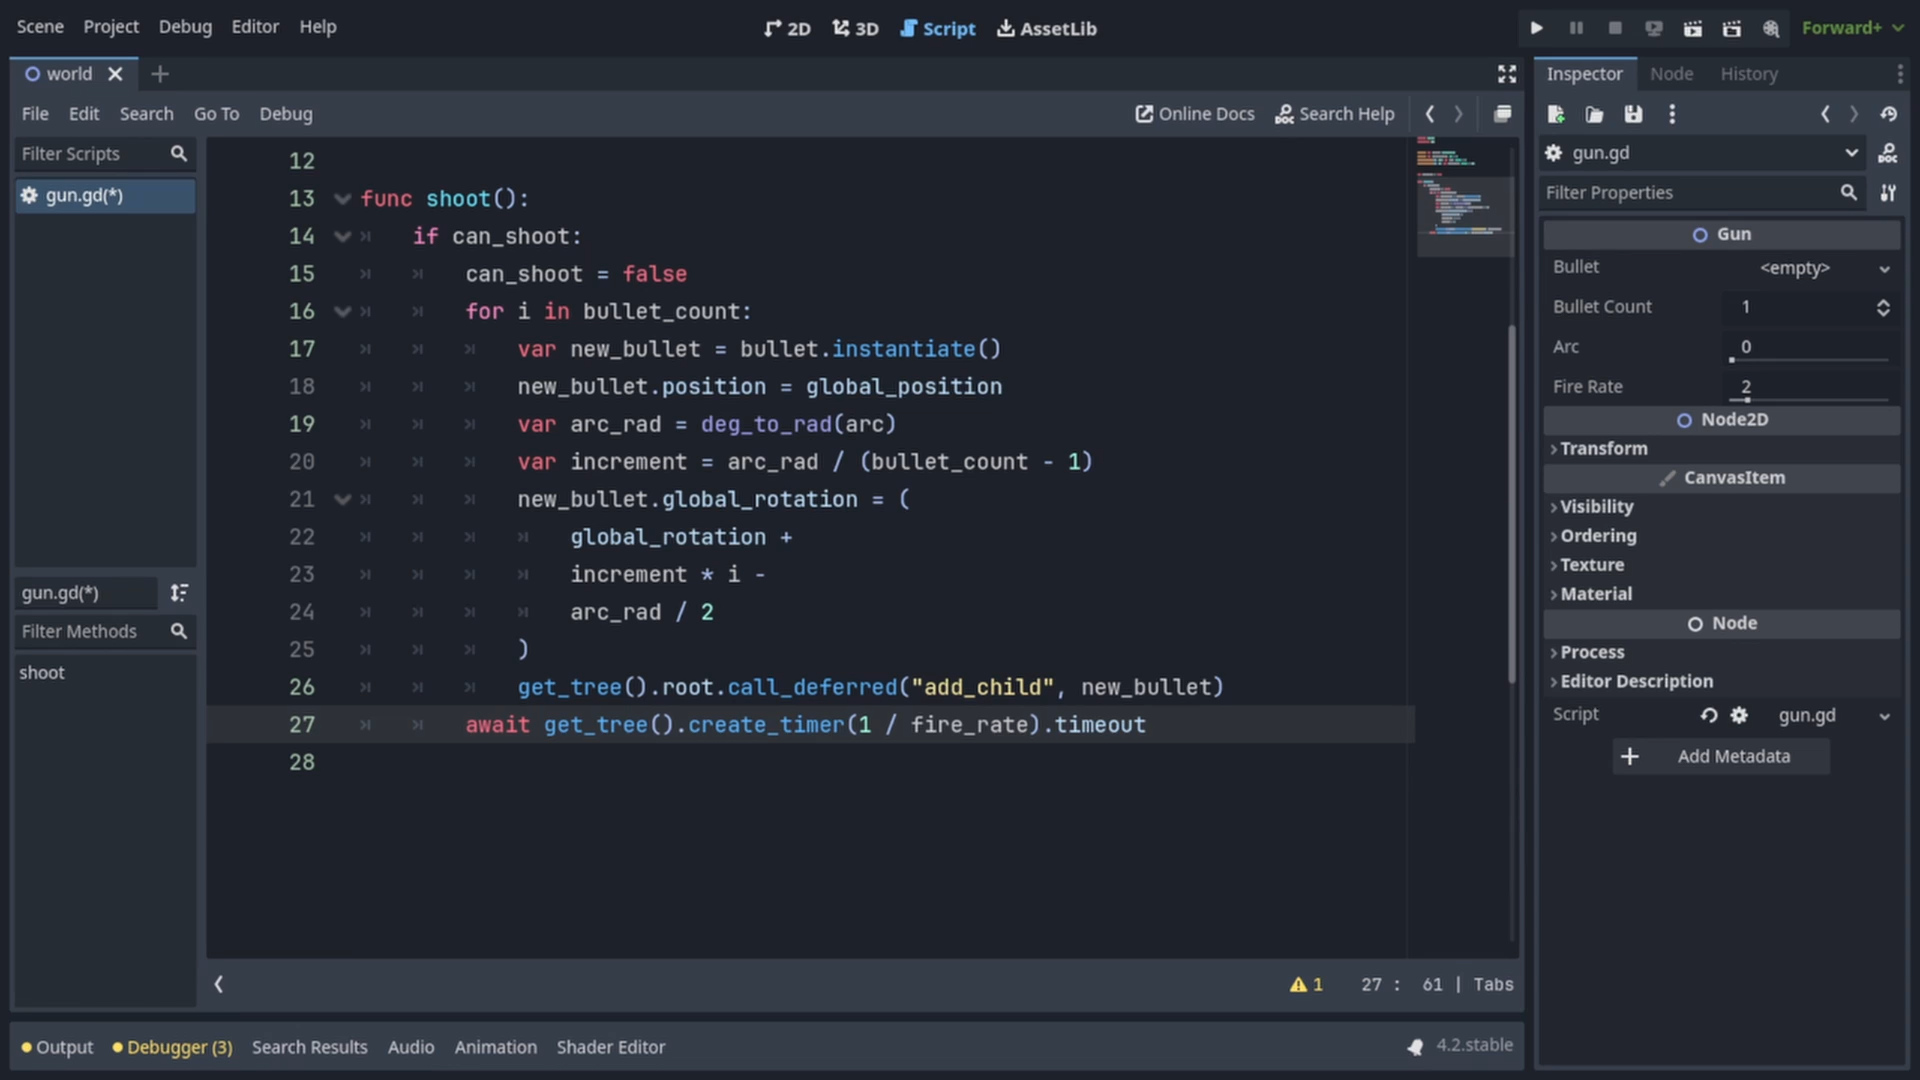 Scene Project Debug Editor Help
2D 3D Script AssetLib
Forward+
world
Inspector Node History
File Edit Search Go To Debug
Online Docs Search Help
Filter Scripts
gun.gd(*)
gun.gd(*)
Filter Methods
shoot
12
13 func shoot():
14 if can_shoot:
15 can_shoot = false
16 for i in bullet_count:
17 var new_bullet = bullet.instantiate()
18 new_bullet.position = global_position
19 var arc_rad = deg_to_rad(arc)
20 var increment = arc_rad / (bullet_count - 1)
21 new_bullet.global_rotation = (
22 global_rotation +
23 increment * i -
24 arc_rad / 2
25 )
26 get_tree().root.call_deferred("add_child", new_bullet)
27 await get_tree().create_timer(1 / fire_rate).timeout
28
1 27 : 61 | Tabs
gun.gd
Filter Properties
Gun
Bullet <empty>
Bullet Count 1
Arc 0
Fire Rate 2
Node2D
Transform
CanvasItem
Visibility
Ordering
Texture
Material
Node
Process
Editor Description
Script gun.gd
Add Metadata
Output Debugger (3) Search Results Audio Animation Shader Editor
4.2.stable